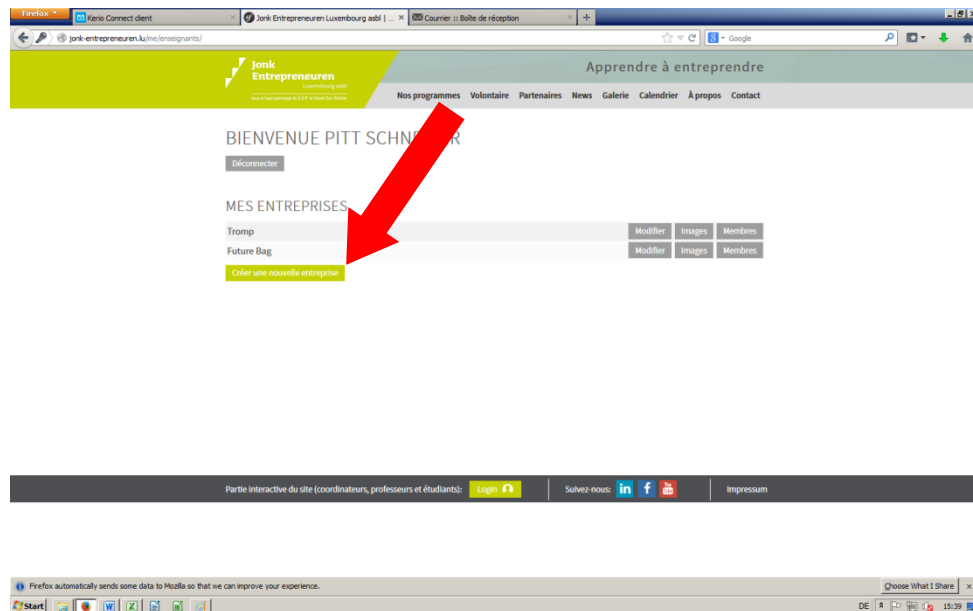 Firefox
Kerio Connect client
Jonk Entrepreneuren Luxembourg asbl | ...
Courrier :: Boîte de réception
jonk-entrepreneuren.lu/me/enseignants/
Google
Jonk
Entrepreneuren
Luxembourg asbl
Apprendre à entreprendre
Nos programmes Volontaire Partenaires News Galerie Calendrier À propos Contact
BIENVENUE PITT
Déconnecter
MES ENTREPRISES
Tromp Modifier Images Membres
Future Bag Modifier Images Membres
Créer une nouvelle entreprise
Partie interactive du site (coordinateurs, professeurs et étudiants): Login Suivez-nous: in f You Tube Impressum
Firefox automatically sends some data to Mozilla so that we can improve your experience. Choose What I Share
Start DE 15:39